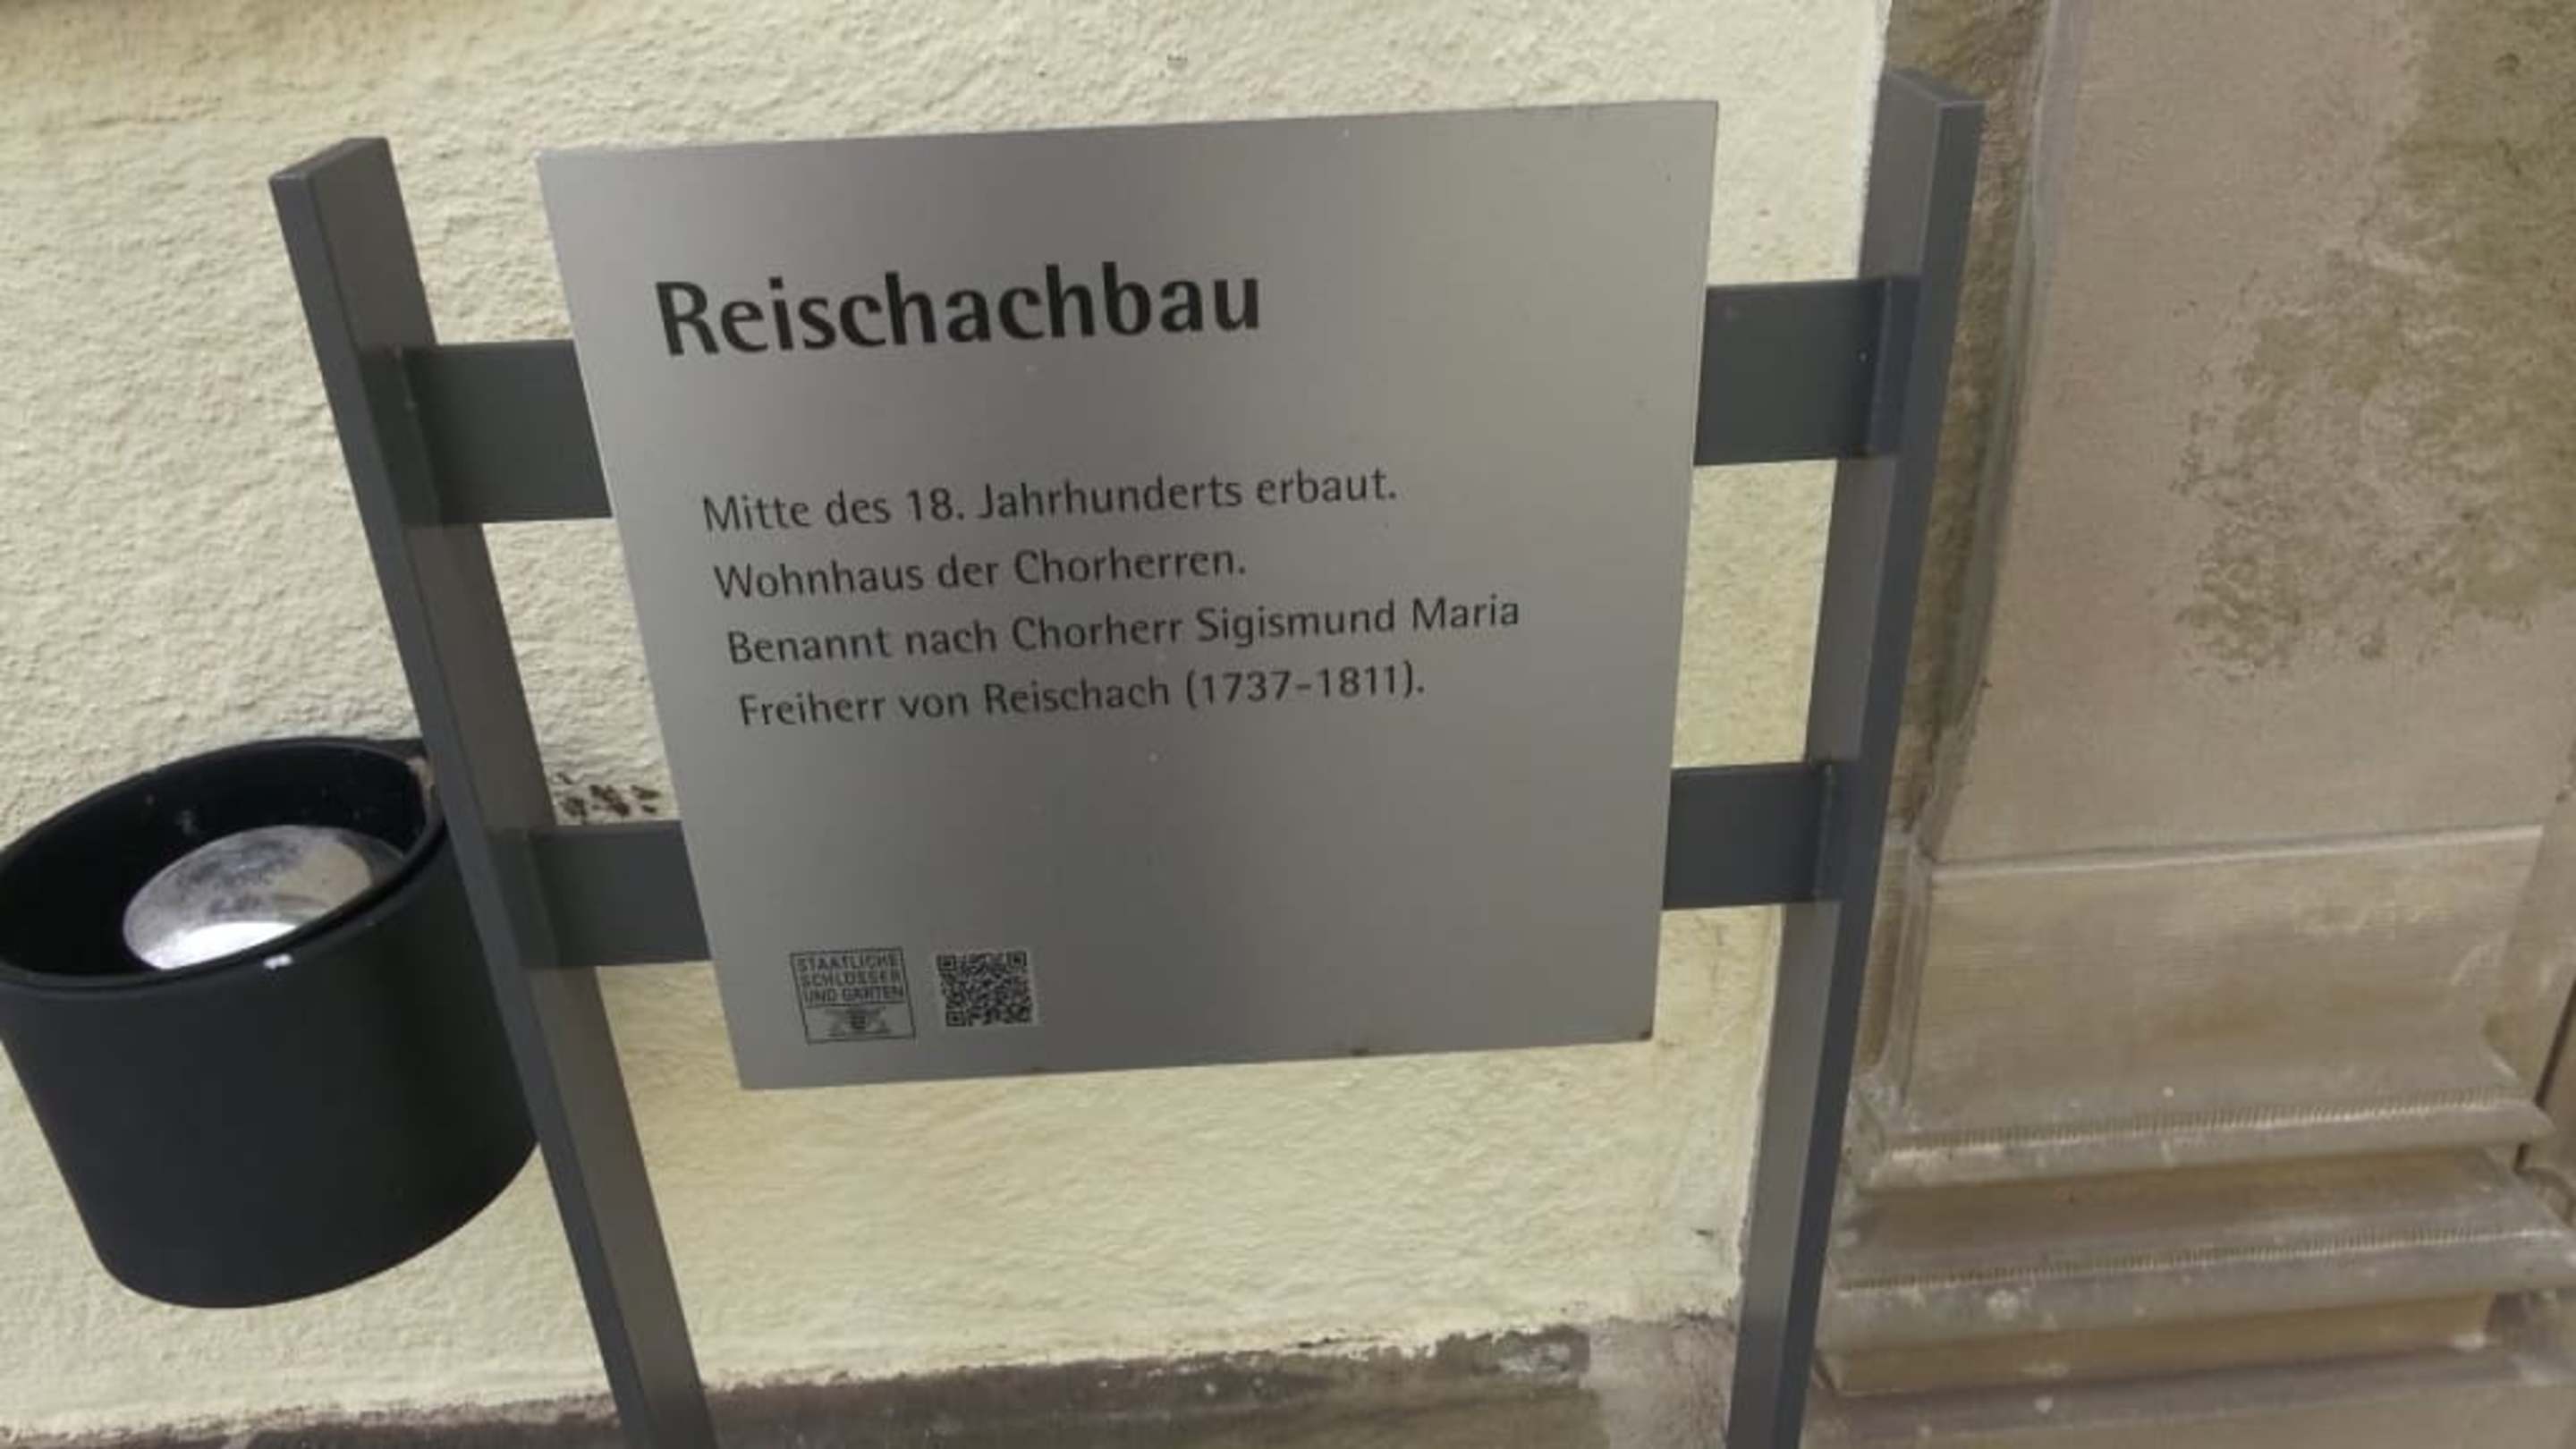 Reischachbau
Mitte des 18. Jahrhunderts erbaut.
Wohnhaus der Chorherren.
Benannt nach Chorherr Sigismund Maria
Freiherr von Reischach (1737-1811).
STAATLICHE
SCHLÖSSER
UND GÄRTEN